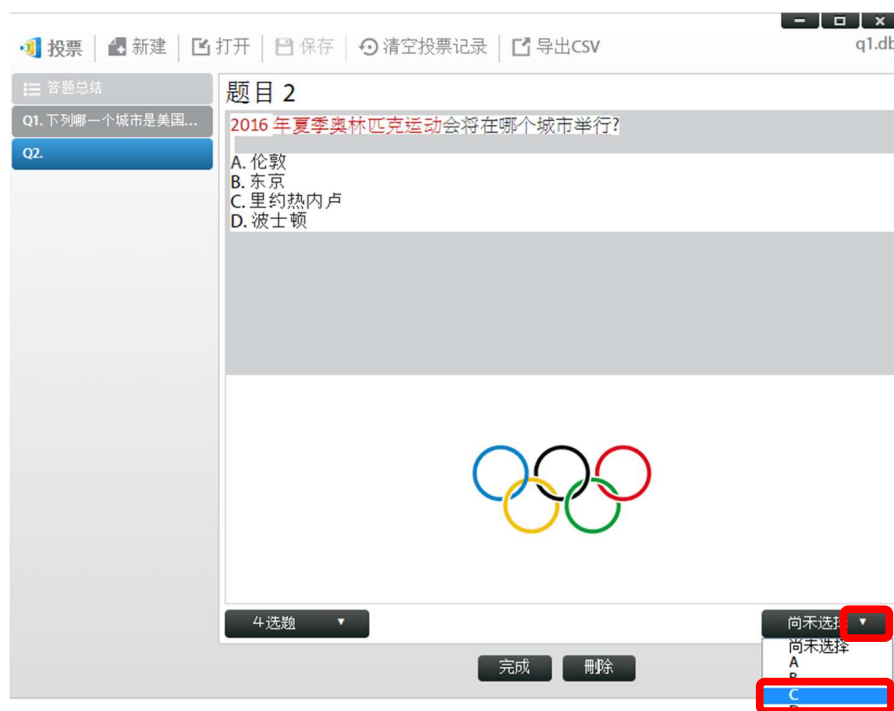 投票 新建 打开 保存 清空投票记录 导出CSV q1.db
答题总结
Q1. 下列哪一个城市是美国...
Q2.
题目 2
2016 年夏季奥林匹克运动会将在哪个城市举行?
A. 伦敦
B. 东京
C. 里约热内卢
D. 波士顿
4选题
尚未选择
尚未选择
A
B
C
D
完成 删除